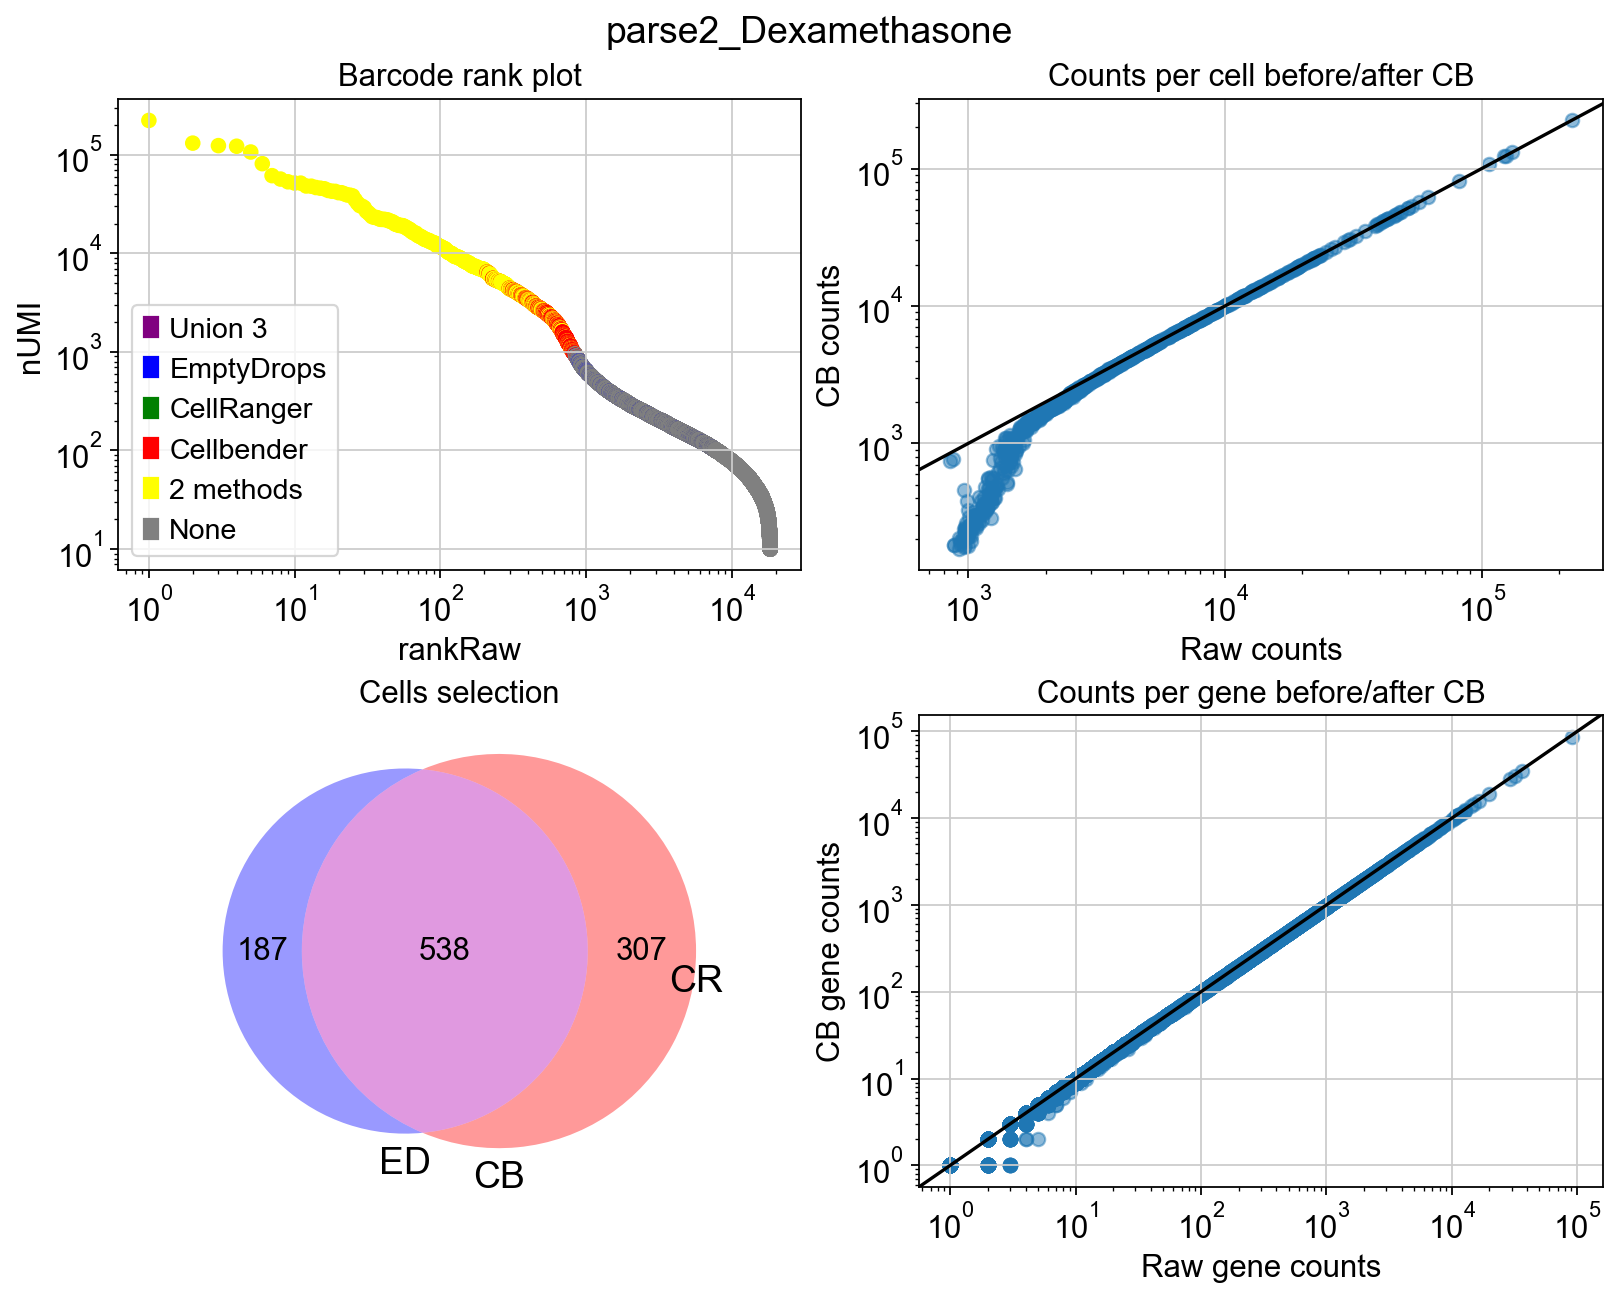 parse2_Dexamethasone
Barcode rank plot
nUMI
10^5
10^4
10^3
10^2
10^1
Union 3
EmptyDrops
CellRanger
Cellbender
2 methods
None
10^0 10^1 10^2 10^3 10^4
rankRaw
Counts per cell before/after CB
CB counts
10^5
10^4
10^3
10^3 10^4 10^5
Raw counts
Cells selection
187 538 307
CR
ED
CB
Counts per gene before/after CB
CB gene counts
10^5
10^4
10^3
10^2
10^1
10^0
10^0 10^1 10^2 10^3 10^4 10^5
Raw gene counts